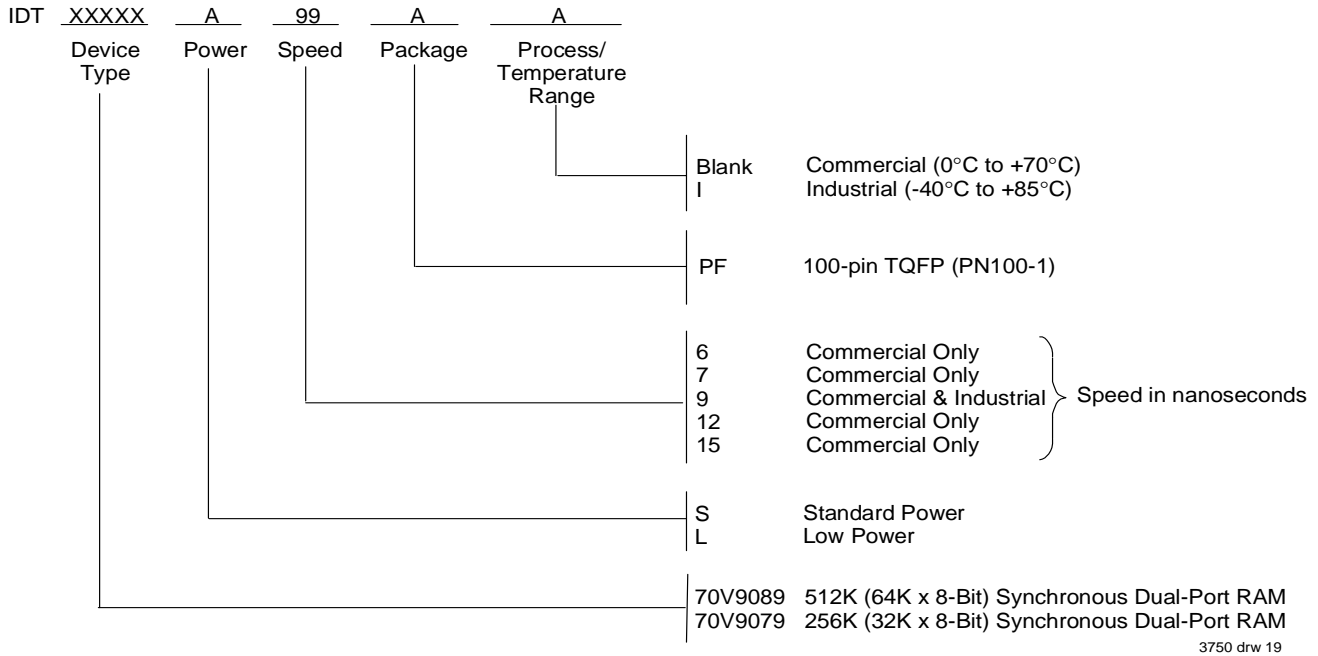 IDT XXXXX A 99 A A
Device Type
Power
Speed
Package
Process/ Temperature Range
Blank Commercial (0°C to +70°C)
I Industrial (-40°C to +85°C)
PF 100-pin TQFP (PN100-1)
6 Commercial Only
7 Commercial Only
9 Commercial & Industrial
12 Commercial Only
15 Commercial Only
Speed in nanoseconds
S Standard Power
L Low Power
70V9089 512K (64K x 8-Bit) Synchronous Dual-Port RAM
70V9079 256K (32K x 8-Bit) Synchronous Dual-Port RAM
3750 drw 19